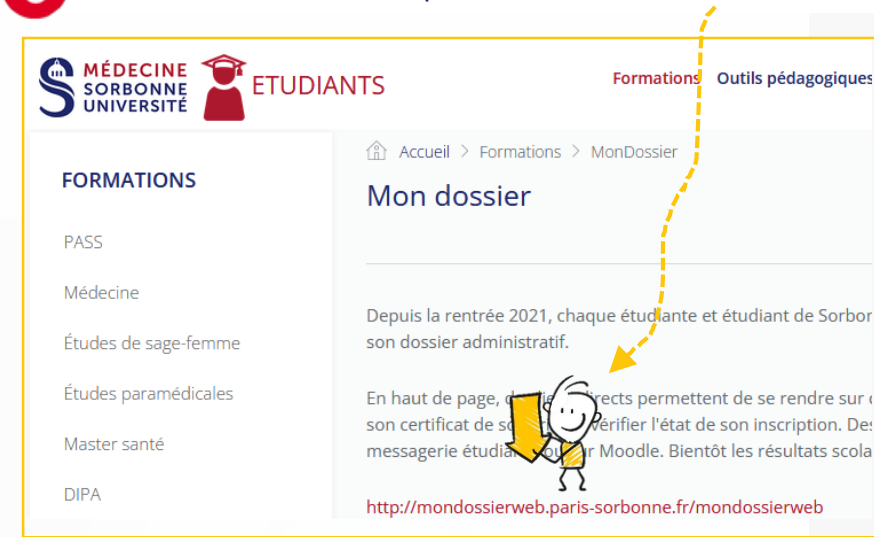 MÉDECINE
SORBONNE
UNIVERSITÉ
ETUDIANTS
Formations Outils pédagogiques
Accueil > Formations > MonDossier
FORMATIONS
Mon dossier
PASS
Médecine
Études de sage-femme
Études paramédicales
Master santé
DIPA
Depuis la rentrée 2021, chaque étudiante et étudiant de Sorbon
son dossier administratif.
En haut de page, directs permettent de se rendre sur
son certificat de vérifier l'état de son inscription. Des
messagerie Moodle. Bientôt les résultats scola
http://mondossierweb.paris-sorbonne.fr/mondossierweb